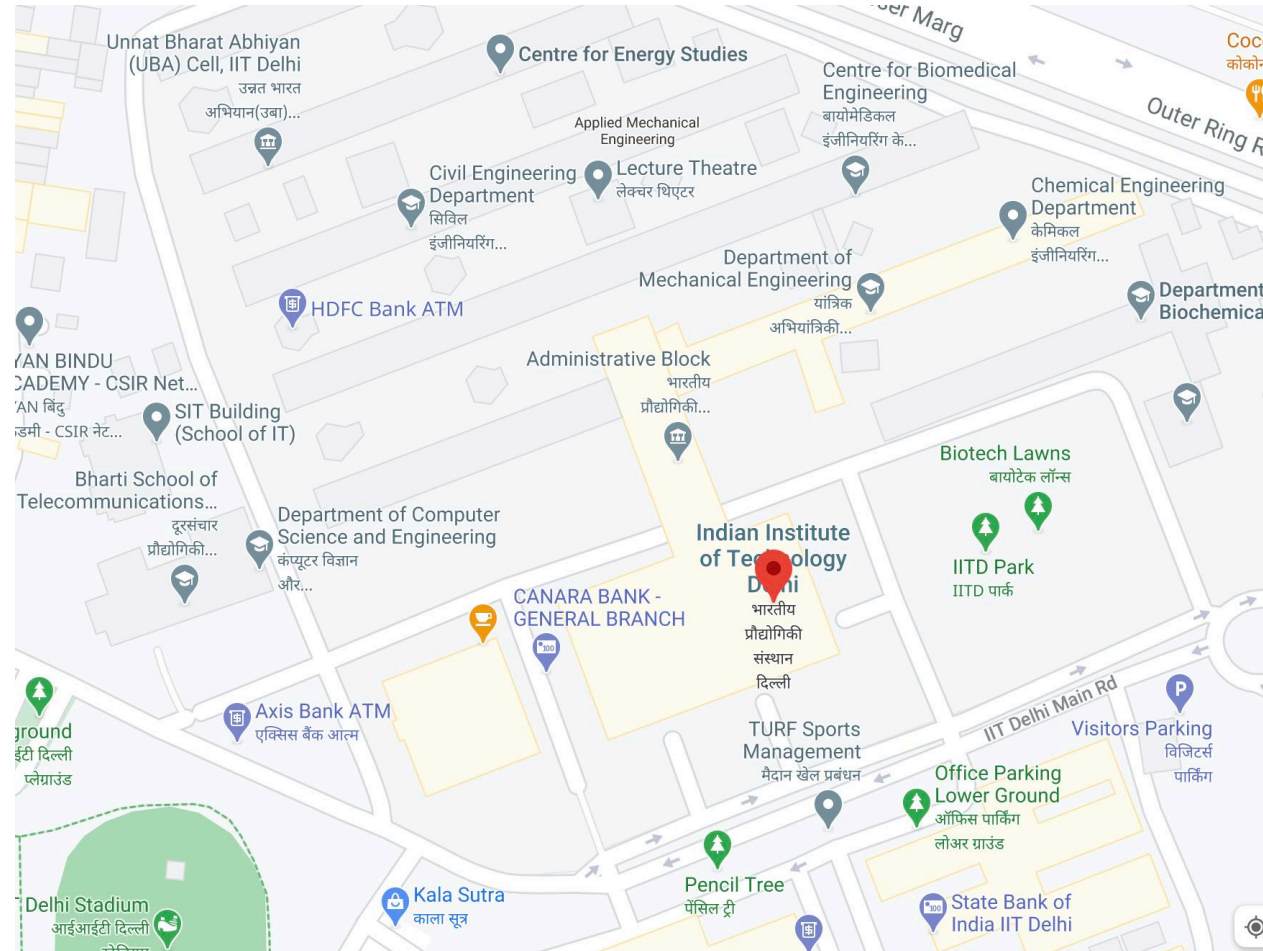 Unnat Bharat Abhiyan
(UBA) Cell, IIT Delhi
उन्नत भारत
अभियान(उबा)...
Centre for Energy Studies
Applied Mechanical
Engineering
Centre for Biomedical
Engineering
बायोमेडिकल
इंजीनियरिंग के...
Marg
Outer Ring
Civil Engineering
Department
सिविल
इंजीनियरिंग...
Lecture Theatre
लेक्चर थिएटर
Chemical Engineering
Department
केमिकल
इंजीनियरिंग...
Department of
Mechanical Engineering
यांत्रिक
अभियांत्रिकी...
Department
HDFC Bank ATM
Administrative Block
भारतीय
प्रौद्योगिकी...
BINDU
- CSIR Net...
बिंदु
- CSIR नेट...
SIT Building
(School of IT)
Bharti School of
Telecommunications...
दूरसंचार
प्रौद्योगिकी...
Department of Computer
Science and Engineering
कंप्यूटर विज्ञान
और...
Biotech Lawns
बायोटेक लॉन्स
IITD Park
IITD पार्क
Indian Institute
of Technology
Delhi
भारतीय
प्रौद्योगिकी
संस्थान
दिल्ली
CANARA BANK -
GENERAL BRANCH
Axis Bank ATM
एक्सिस बैंक आत्म
दिल्ली
प्लेग्राउंड
IIT Delhi Main Rd
Visitors Parking
विजिटर्स
पार्किंग
P
TURF Sports
Management
मैदान खेल प्रबंधन
Office Parking
Lower Ground
ऑफिस पार्किंग
लोअर ग्राउंड
Pencil Tree
पेंसिल ट्री
Kala Sutra
काला सूत्र
Delhi Stadium
आईआईटी दिल्ली
State Bank of
India IIT Delhi